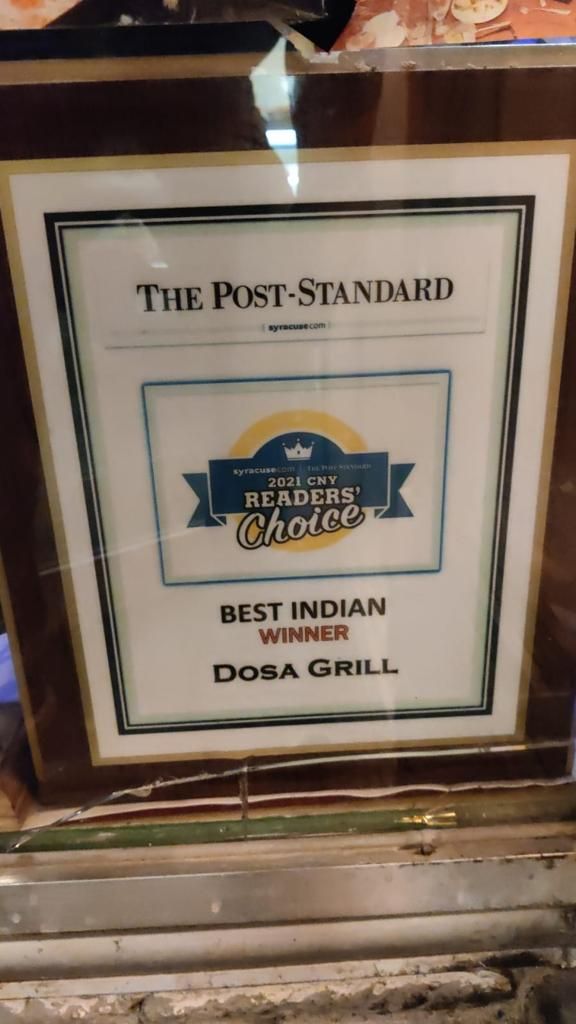 THE POST-STANDARD
syracuse.com
syracuse.com | THE POST-STANDARD
2021 CNY
READERS'
Choice
BEST INDIAN
WINNER
DOSA GRILL